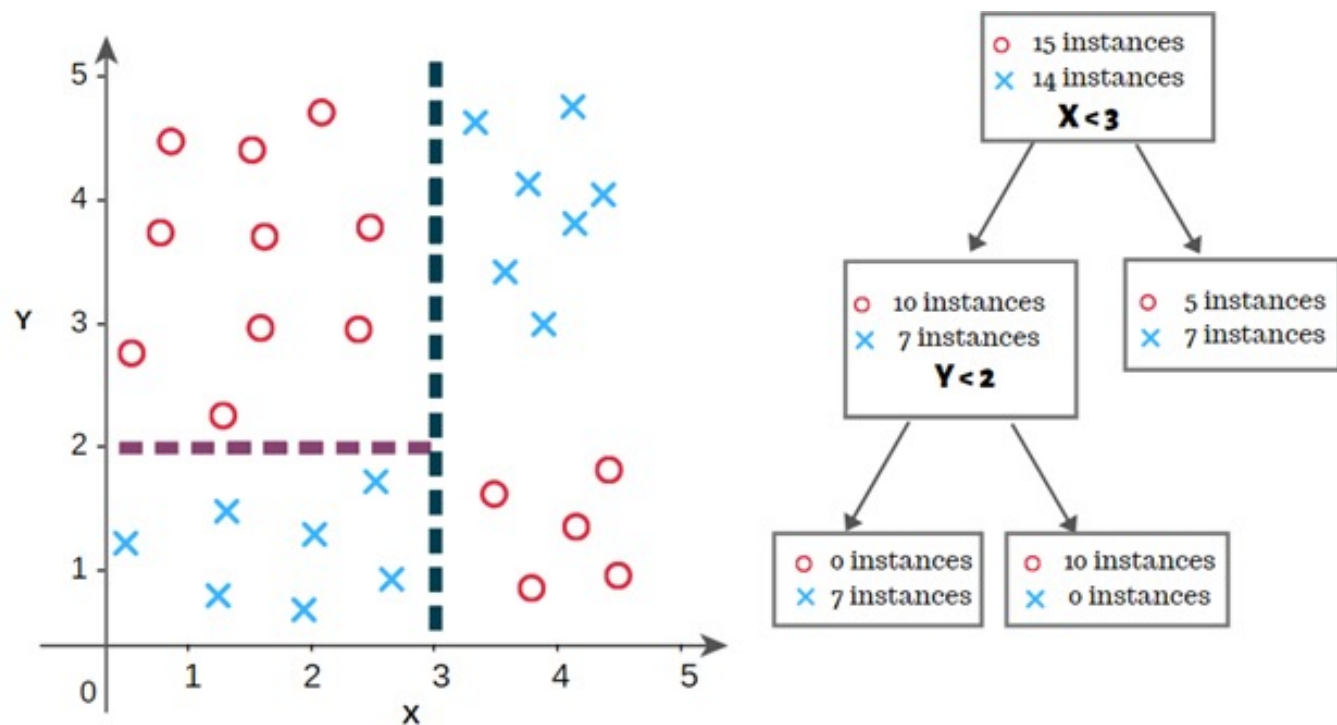 5
4
3
2
1
0
Y
1
2
3
4
5
X
15 instances
14 instances
X < 3
10 instances
7 instances
Y < 2
5 instances
7 instances
0 instances
7 instances
10 instances
0 instances